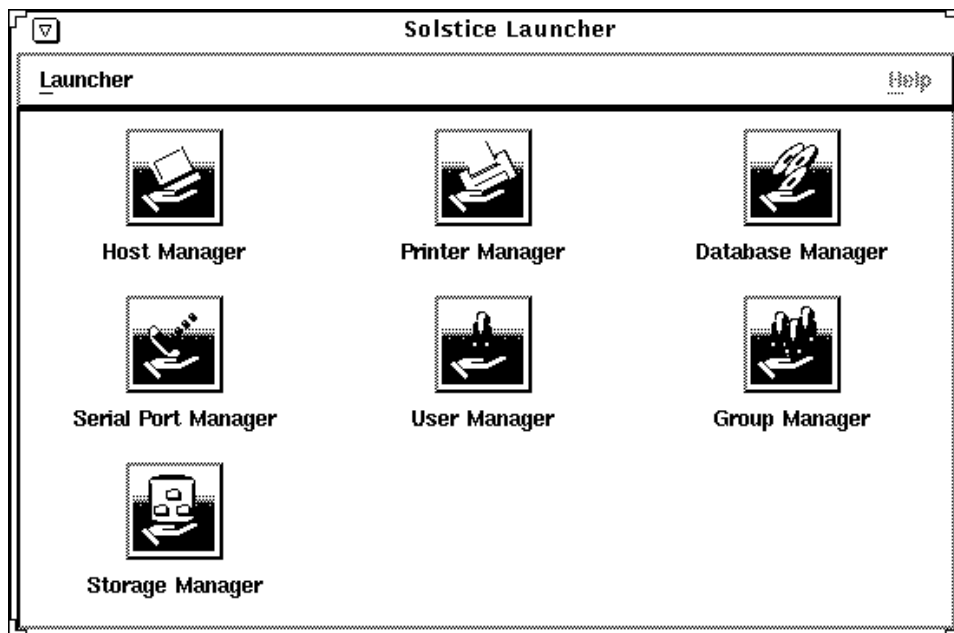 Solstice Launcher
Launcher Help
Host Manager Printer Manager Database Manager
Serial Port Manager User Manager Group Manager
Storage Manager